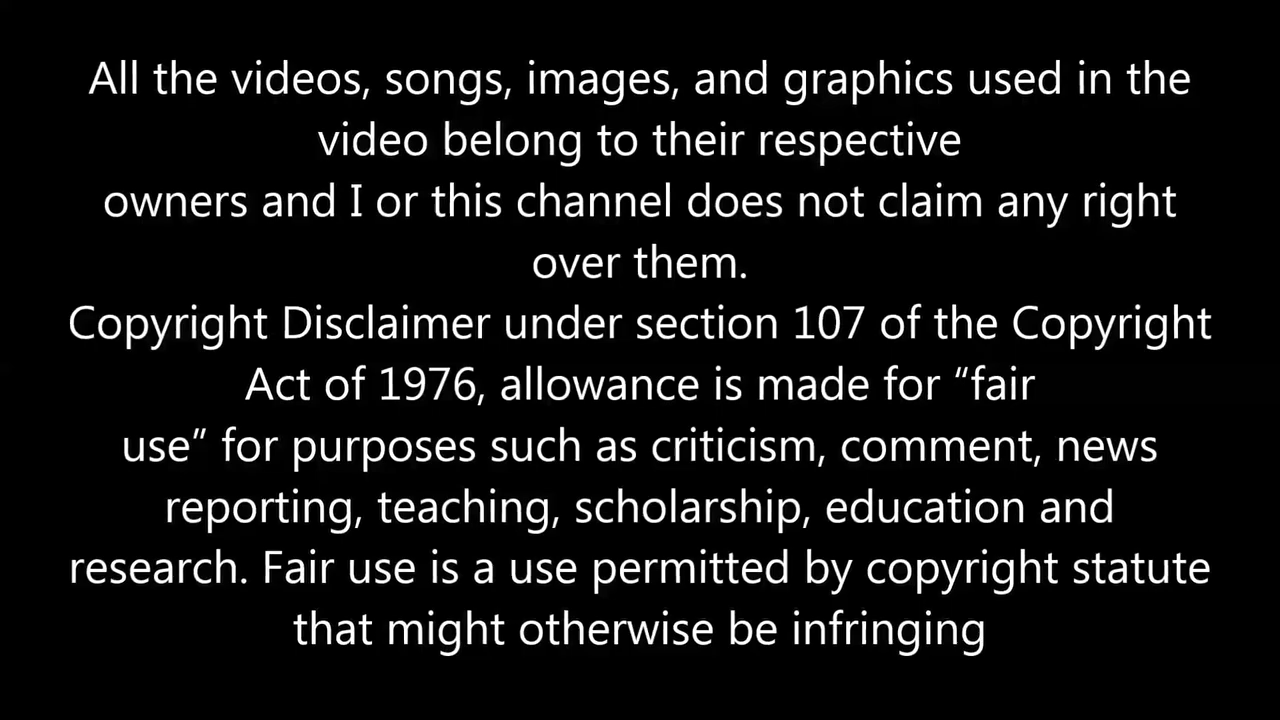 All the videos, songs, images, and graphics used in the
video belong to their respective
owners and I or this channel does not claim any right
over them.
Copyright Disclaimer under section 107 of the Copyright
Act of 1976, allowance is made for “fair
use” for purposes such as criticism, comment, news
reporting, teaching, scholarship, education and
research. Fair use is a use permitted by copyright statute
that might otherwise be infringing